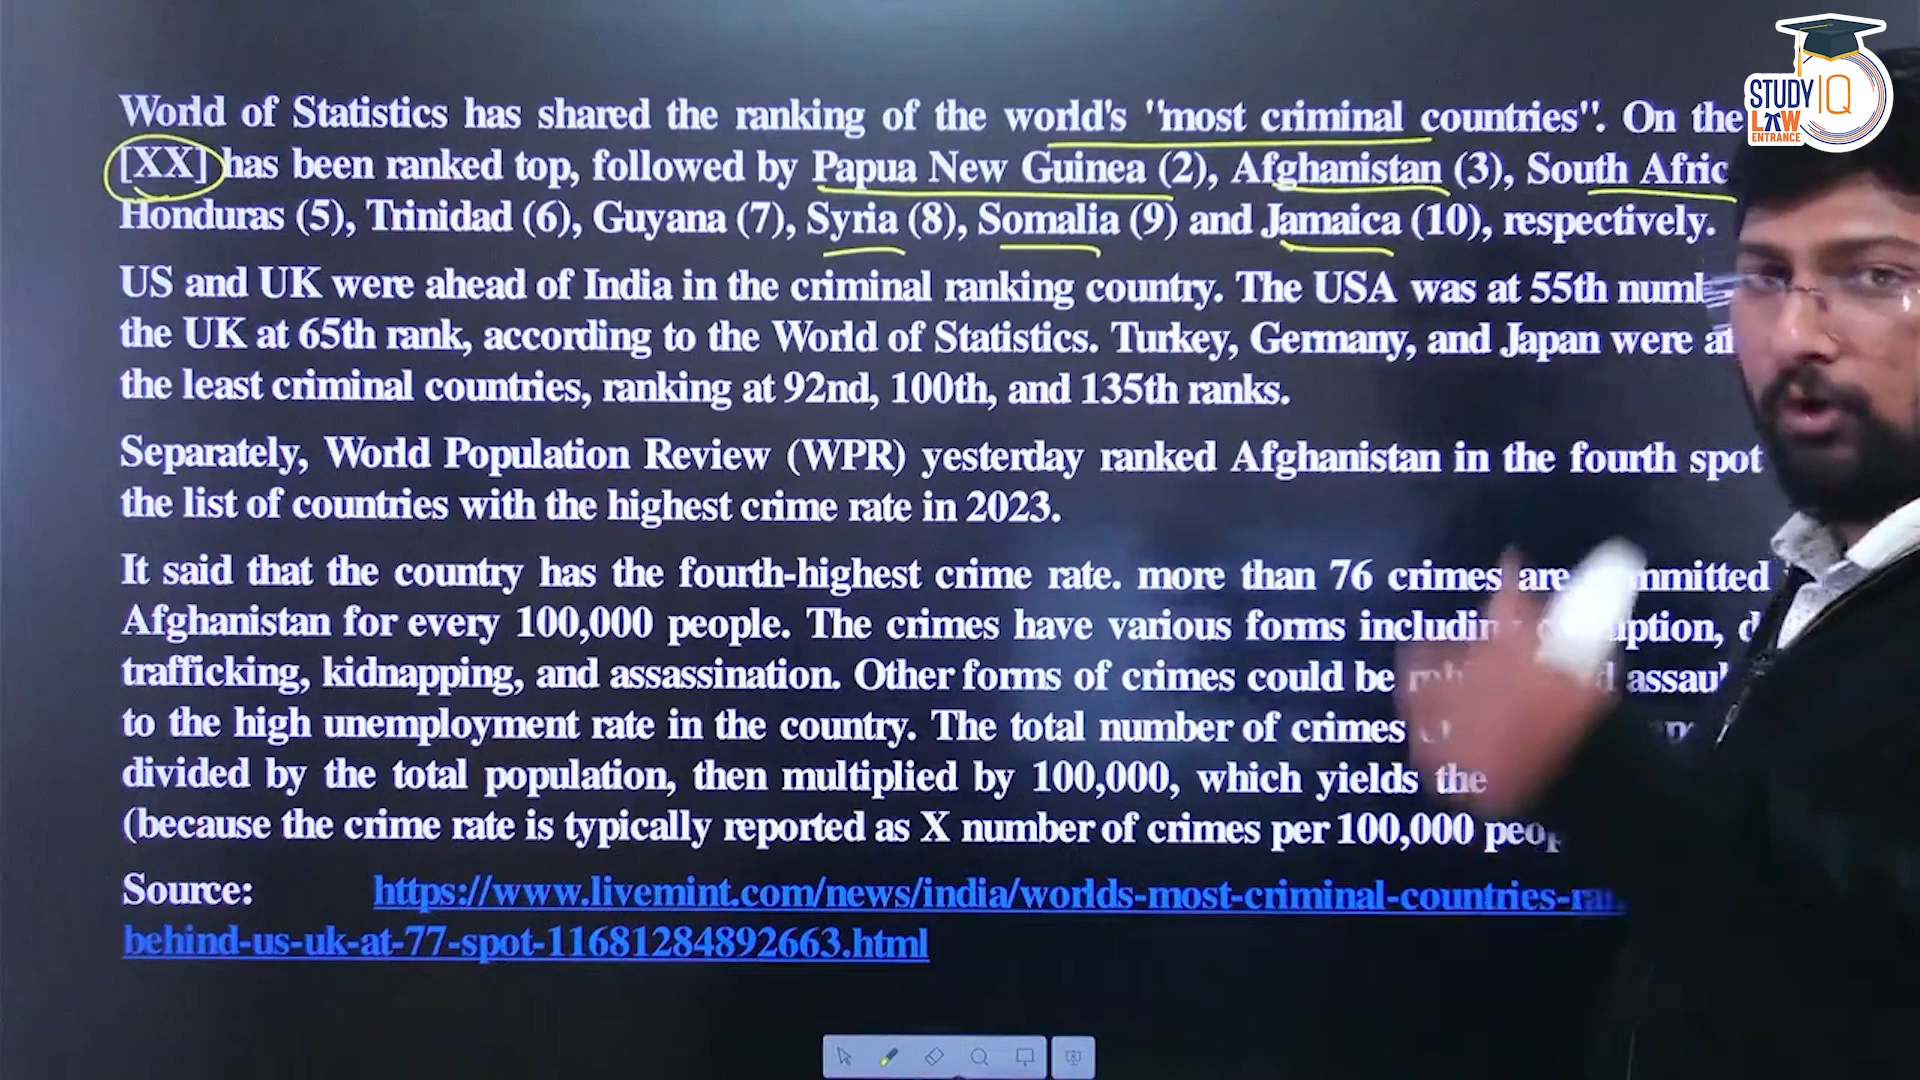 STUDY IQ
LAW
ENTRANCE
World of Statistics has shared the ranking of the world's "most criminal countries". On the
[XX] has been ranked top, followed by Papua New Guinea (2), Afghanistan (3), South
Honduras (5), Trinidad (6), Guyana (7), Syria (8), Somalia (9) and Jamaica (10), respectively.
US and UK were ahead of India in the criminal ranking country. The USA was at 55th
the UK at 65th rank, according to the World of Statistics. Turkey, Germany, and Japan were
the least criminal countries, ranking at 92nd, 100th, and 135th ranks.
Separately, World Population Review (WPR) yesterday ranked Afghanistan in the fourth spot
the list of countries with the highest crime rate in 2023.
It said that the country has the fourth-highest crime rate. more than 76 crimes are
Afghanistan for every 100,000 people. The crimes have various forms
trafficking, kidnapping, and assassination. Other forms of crimes could be
to the high unemployment rate in the country. The total number of crimes
divided by the total population, then multiplied by 100,000, which yields the
(because the crime rate is typically reported as X number of crimes per 100,000
Source: https://www.livemint.com/news/india/worlds-most-criminal-countries-
behind-us-uk-at-77-spot-11681284892663.html